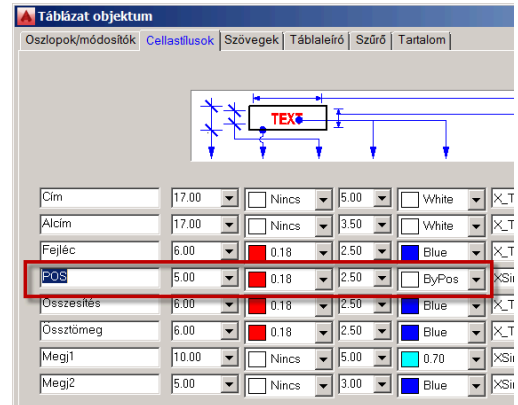 Táblázat objektum
Oszlopok/módosítók Cellastílusok Szövegek Táblaleíró Szűrő Tartalom
TEXT
Cím 17.00 Nincs 5.00 White X_T
Alcím 17.00 Nincs 3.50 White X_T
Fejléc 6.00 0.18 2.50 Blue X_T
POS 5.00 0.18 2.50 ByPos XSin
Összesítés 6.00 0.18 2.50 Blue X_T
Össztömeg 6.00 0.18 2.50 Blue X_T
Megj1 10.00 Nincs 5.00 0.70 XSin
Megj2 5.00 Nincs 3.00 Blue XSin